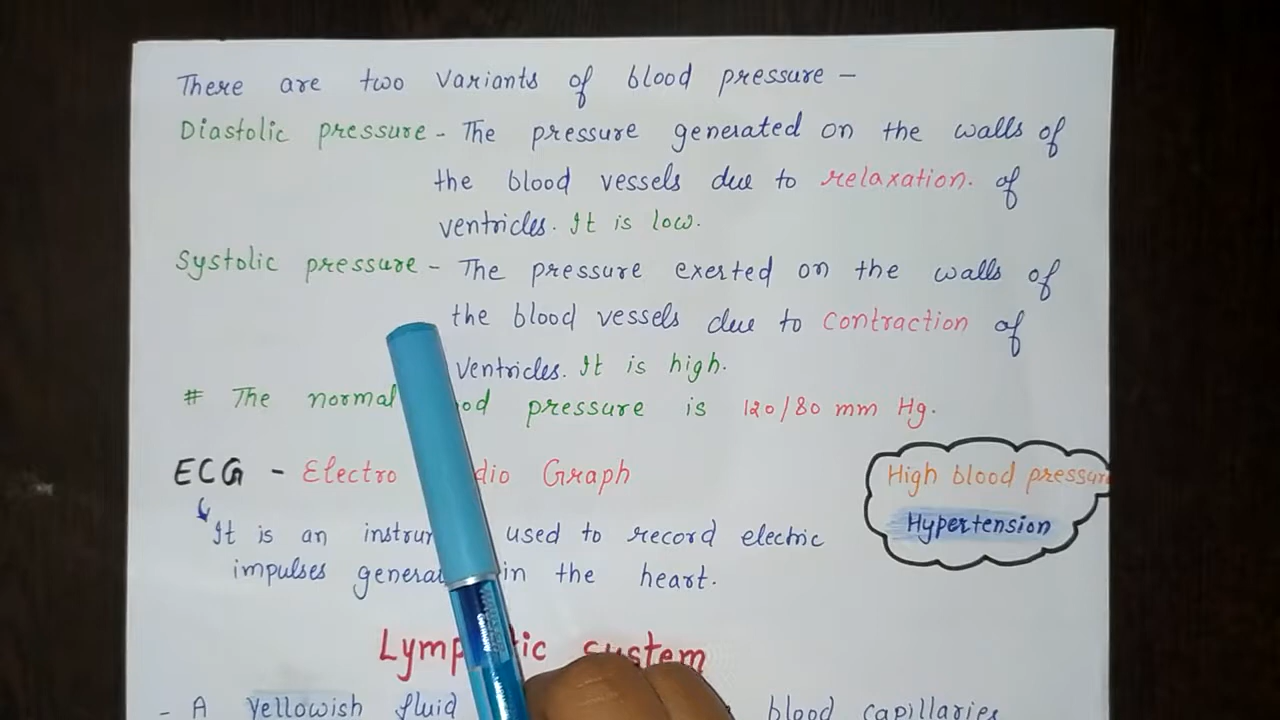 There are two variants of blood pressure -
Diastolic pressure - The pressure generated on the walls of
the blood vessels due to relaxation. of
ventricles. It is low.
Systolic pressure - The pressure exerted on the walls of
the blood vessels due to contraction of
Ventricles. It is high.
# The normal pressure is 120/80 mm Hg.
ECG - Electro Graph
High blood pressure
Hypertension
It is an used to record electric
impulses in the heart.
system
- A yellowish fluid blood capillaries